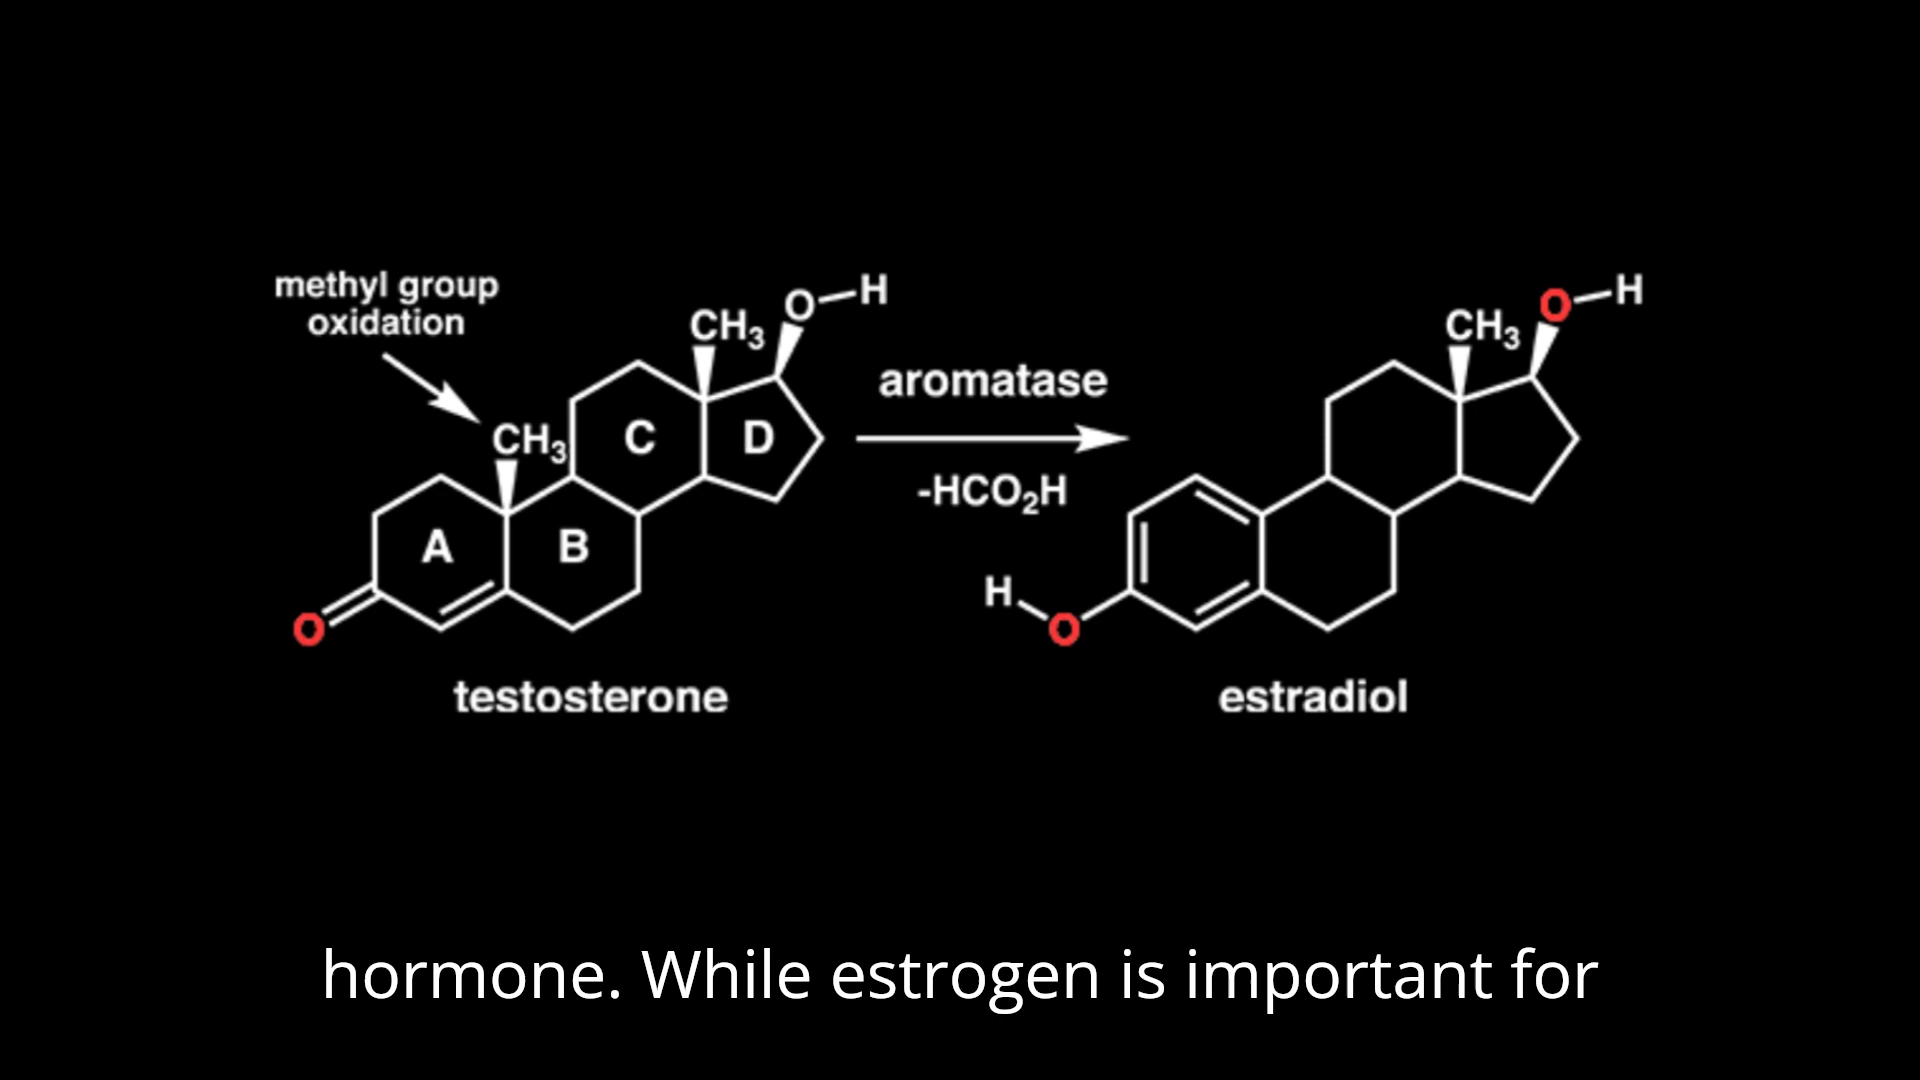 methyl group
oxidation
CH₃
CH₃
O
H
A
B
C
D
O
testosterone
aromatase
-HCO₂H
CH₃
O
H
H
O
estradiol
hormone. While estrogen is important for